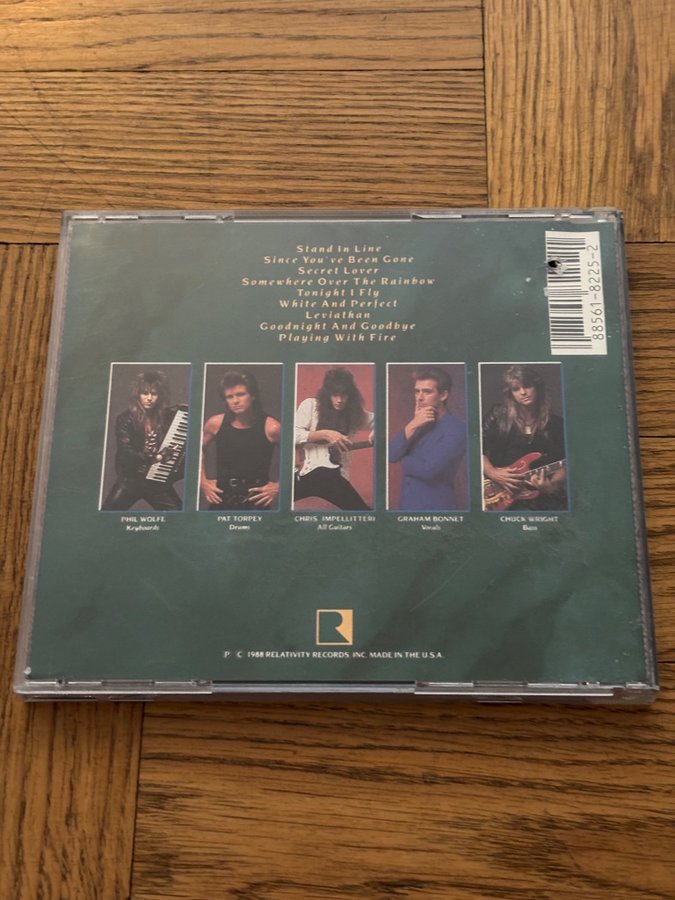 Stand In Line
Since You've Been Gone
Secret Lover
Somewhere Over The Rainbow
Tonight I Fly
White And Perfect
Leviathan
Goodnight And Goodbye
Playing With Fire
88561-8225-2
PHIL WOLFE
Keyboards
PAT TORPEY
Drums
CHRIS IMPELLITTERI
All Guitars
GRAHAM BONNET
Vocals
CHUCK WRIGHT
Bass
R
Ⓟ Ⓒ 1988 RELATIVITY RECORDS, INC. MADE IN THE U.S.A.